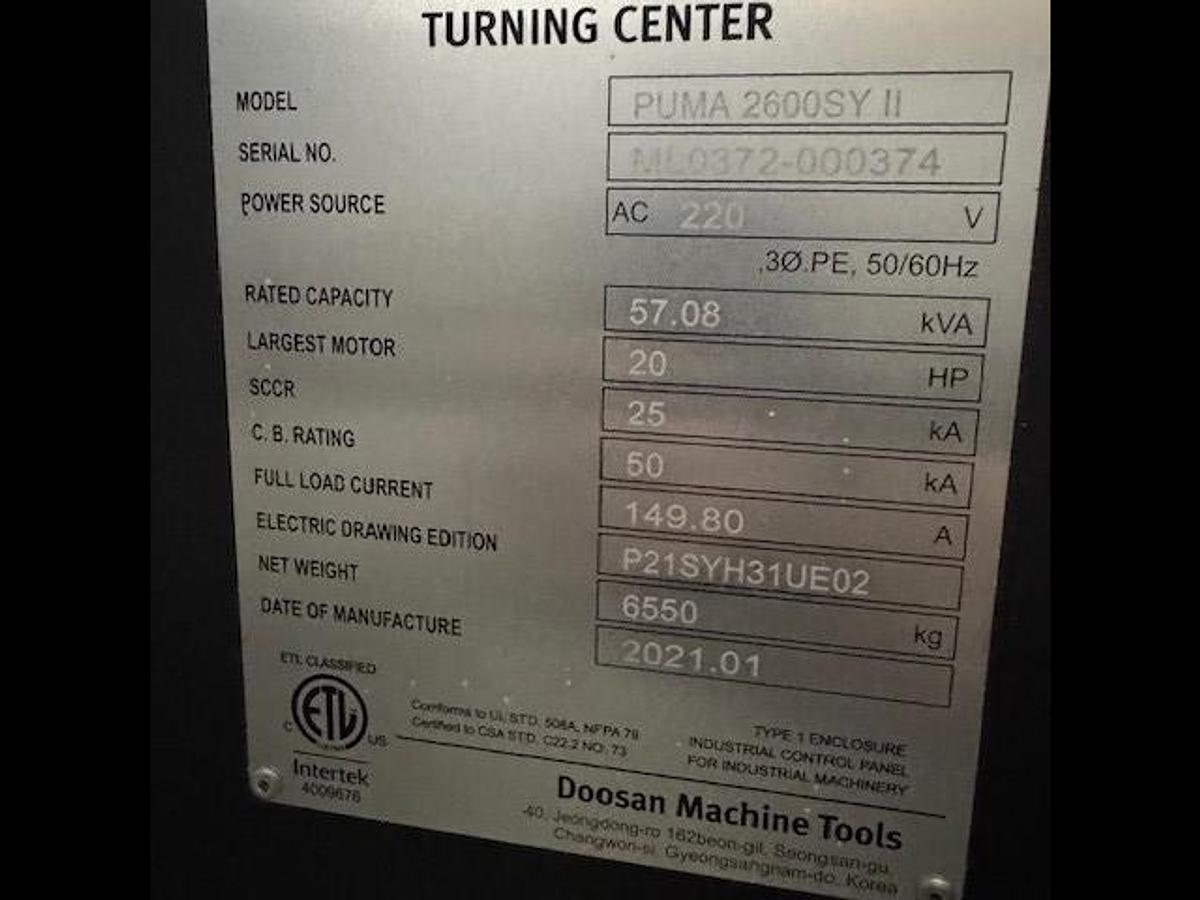 TURNING CENTER
MODEL PUMA 2600SY II
SERIAL NO. ML0372-000374
POWER SOURCE AC 220 V
,3Ø.PE, 50/60Hz
RATED CAPACITY 57.08 kVA
LARGEST MOTOR 20 HP
SCCR 25 kA
C. B. RATING 50 kA
FULL LOAD CURRENT 149.80 A
ELECTRIC DRAWING EDITION P21SYH31UE02
NET WEIGHT 6550 kg
DATE OF MANUFACTURE 2021.01
ETL CLASSIFIED
ETL
C US
Intertek
4009676
Comforms to UL STD. 508A, NFPA 79
Certified to CSA STD. C22.2 NO. 73
TYPE 1 ENCLOSURE
INDUSTRIAL CONTROL PANEL
FOR INDUSTRIAL MACHINERY
Doosan Machine Tools
40, Jeongdong-ro 162beon-gil, Seongsan-gu,
Changwon-si, Gyeongsangnam-do, Korea